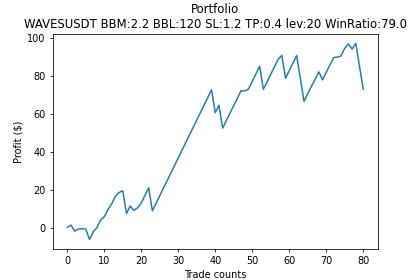 Portfolio
WAVESUSDT BBM:2.2 BBL:120 SL:1.2 TP:0.4 lev:20 WinRatio:79.0
100
80
60
40
20
0
Profit ($)
0 10 20 30 40 50 60 70 80
Trade counts